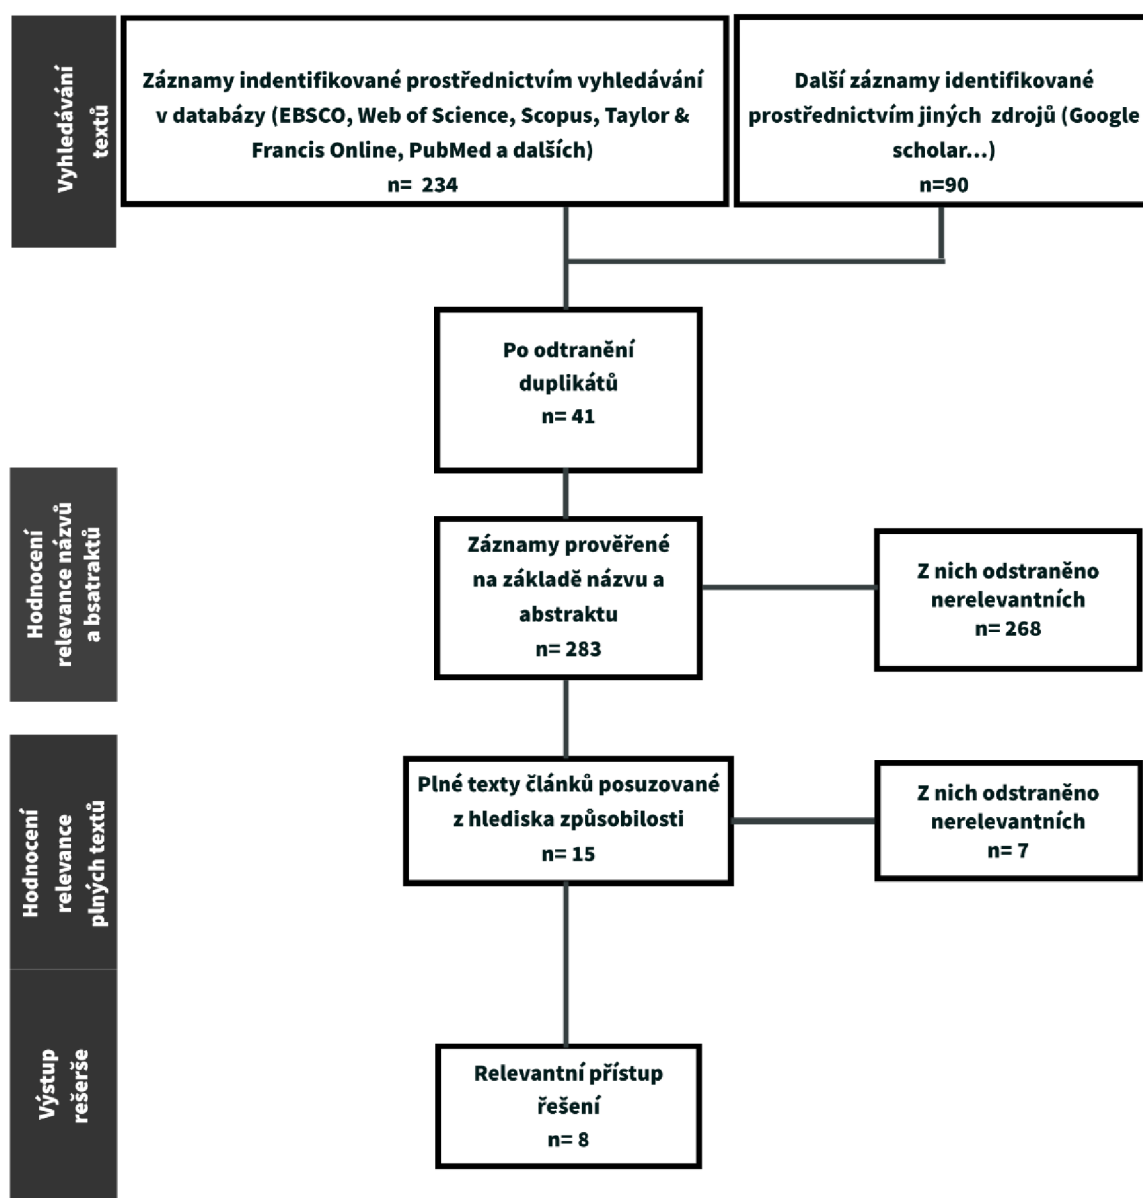 Vyhledávání
textů
Záznamy indentifikované prostřednictvím vyhledávání
v databázy (EBSCO, Web of Science, Scopus, Taylor &
Francis Online, PubMed a dalších)
n= 234
Další záznamy identifikované
prostřednictvím jiných zdrojů (Google
scholar...)
n=90
Po odtranění
duplikátů
n= 41
Hodnocení
relevance názvů
a bsatraktů
Záznamy prověřené
na základě názvu a
abstraktu
n= 283
Z nich odstraněno
nerelevantních
n= 268
Hodnocení
relevance
plných textů
Plné texty článků posuzované
z hlediska způsobilosti
n= 15
Z nich odstraněno
nerelevantních
n= 7
Výstup
rešerše
Relevantní přístup
řešení
n= 8